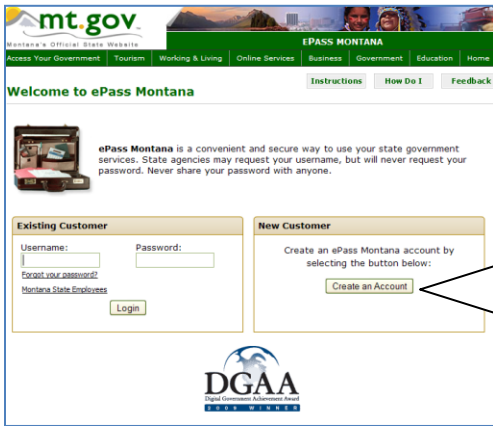 mt.gov
Montana's Official State Website
EPASS MONTANA
Access Your Government Tourism Working & Living Online Services Business Government Education Home
Instructions How Do I Feedback
Welcome to ePass Montana
ePass Montana is a convenient and secure way to use your state government
services. State agencies may request your username, but will never request your
password. Never share your password with anyone.
Existing Customer
Username: Password:
Forgot your password?
Montana State Employees
Login
New Customer
Create an ePass Montana account by
selecting the button below:
Create an Account
DGAA
Digital Government Achievement Award
2009 WINNER